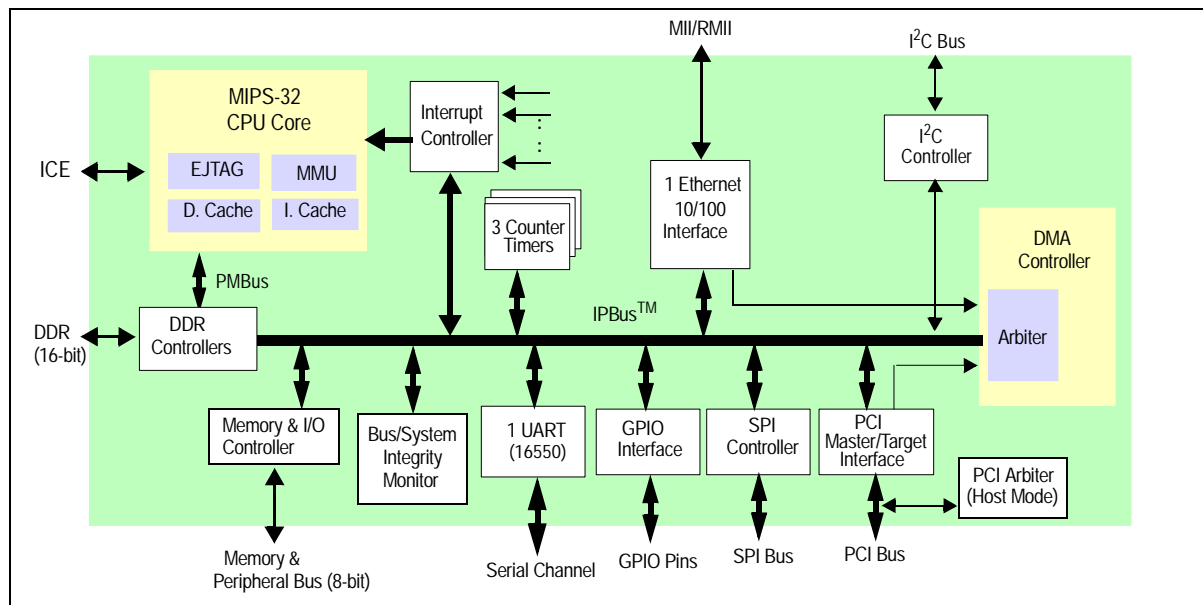 MII/RMII
I²C Bus
MIPS-32
CPU Core
Interrupt
Controller
I²C
Controller
ICE
EJTAG
MMU
D. Cache
I. Cache
1 Ethernet
10/100
Interface
3 Counter
Timers
DMA
Controller
PMBus
IPBus™
DDR
(16-bit)
DDR
Controllers
Arbiter
Memory & I/O
Controller
Bus/System
Integrity
Monitor
1 UART
(16550)
GPIO
Interface
SPI
Controller
PCI
Master/Target
Interface
PCI Arbiter
(Host Mode)
Memory &
Peripheral Bus (8-bit)
Serial Channel
GPIO Pins
SPI Bus
PCI Bus